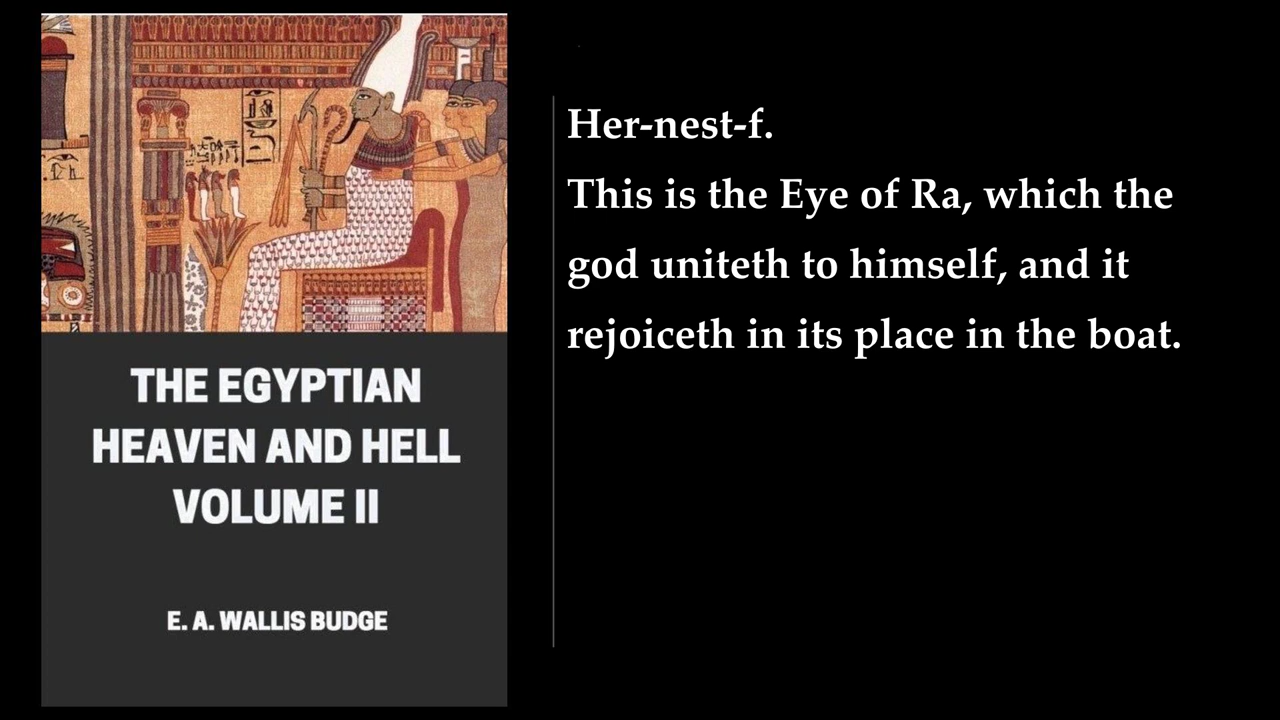 THE EGYPTIAN
HEAVEN AND HELL
VOLUME II
E. A. WALLIS BUDGE
Her-nest-f.
This is the Eye of Ra, which the
god uniteth to himself, and it
rejoiceth in its place in the boat.